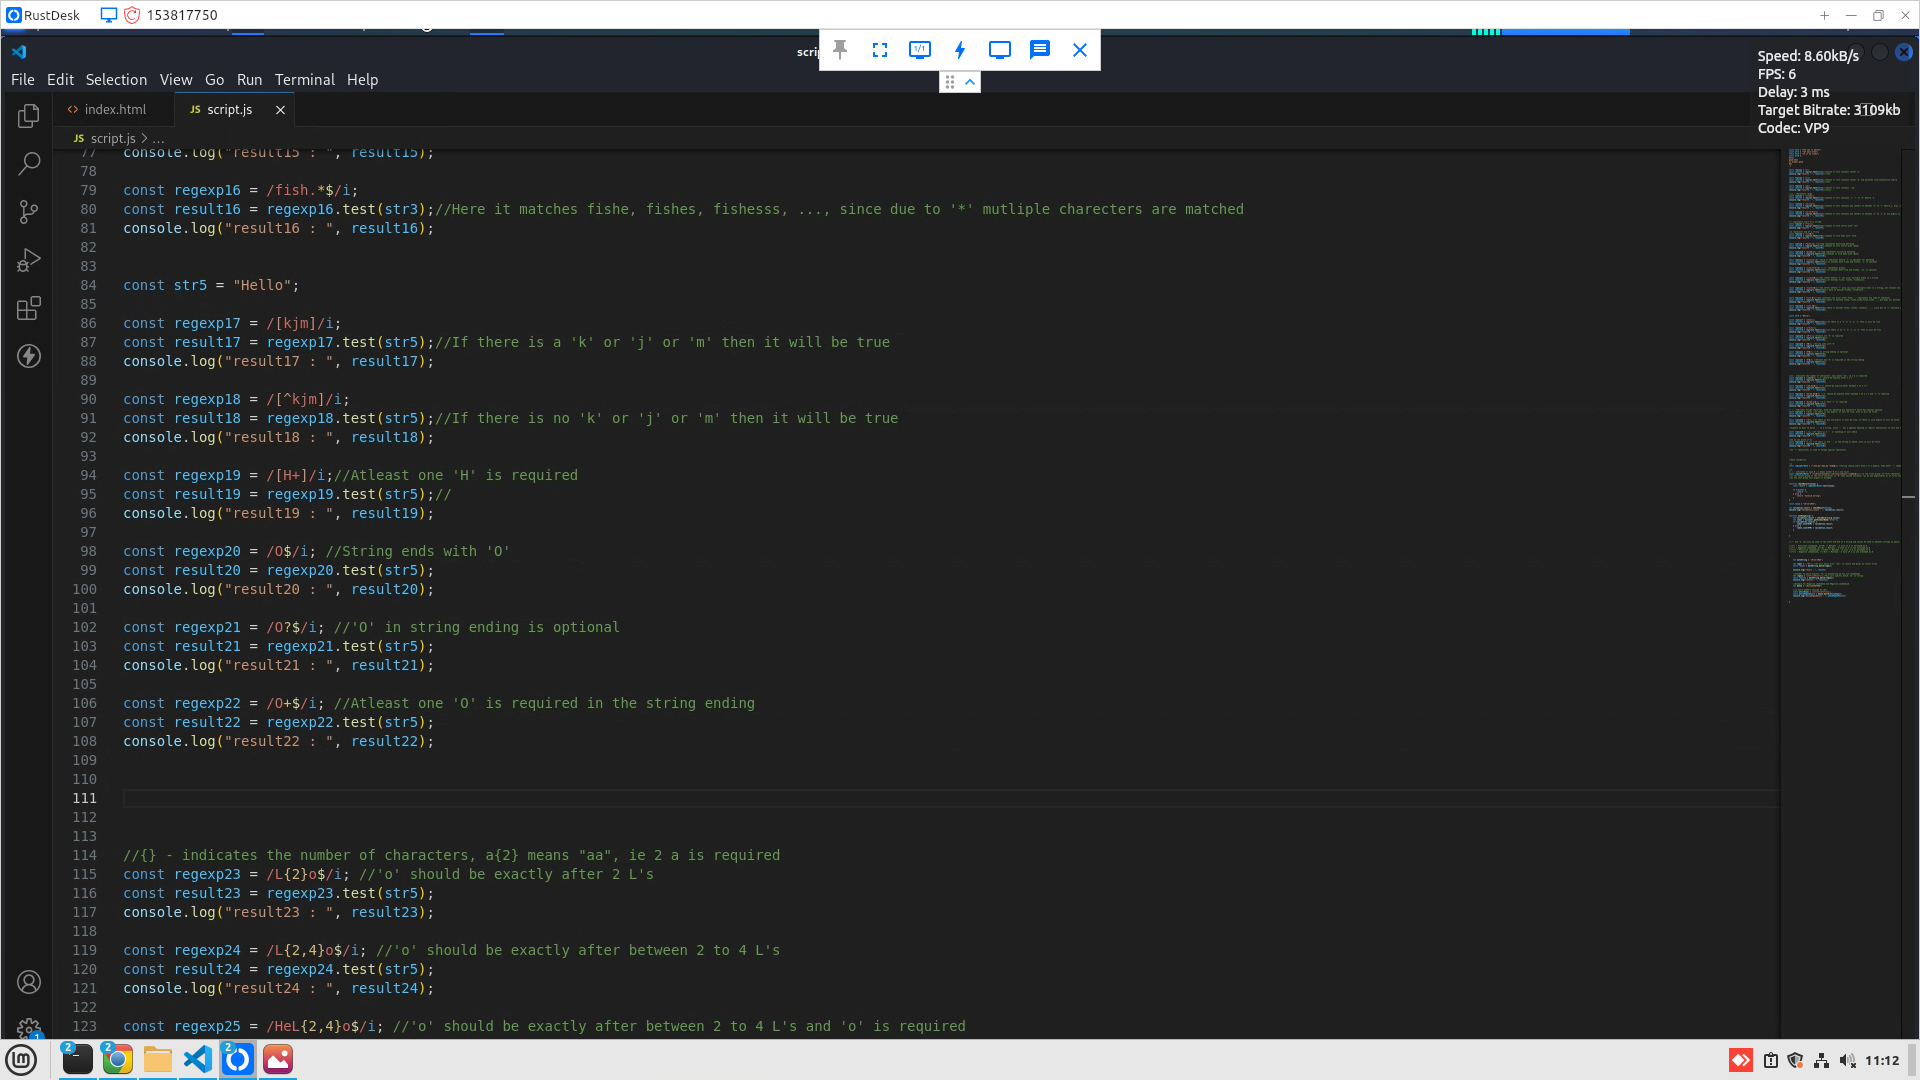 RustDesk
153817750
Speed: 8.60kB/s
FPS: 6
Delay: 3 ms
Target Bitrate: 3109kb
Codec: VP9
File Edit Selection View Go Run Terminal Help
<> index.html
JS script.js
JS script.js > ...
77 console.log("result15 : ", result15);
78
79 const regexp16 = /fish.*$/i;
80 const result16 = regexp16.test(str3);//Here it matches fishe, fishes, fishesss, ..., since due to '*' mutliple charecters are matched
81 console.log("result16 : ", result16);
82
83
84 const str5 = "Hello";
85
86 const regexp17 = /[kjm]/i;
87 const result17 = regexp17.test(str5);//If there is a 'k' or 'j' or 'm' then it will be true
88 console.log("result17 : ", result17);
89
90 const regexp18 = /[^kjm]/i;
91 const result18 = regexp18.test(str5);//If there is no 'k' or 'j' or 'm' then it will be true
92 console.log("result18 : ", result18);
93
94 const regexp19 = /[H+]/i;//Atleast one 'H' is required
95 const result19 = regexp19.test(str5);//
96 console.log("result19 : ", result19);
97
98 const regexp20 = /O$/i; //String ends with 'O'
99 const result20 = regexp20.test(str5);
100 console.log("result20 : ", result20);
101
102 const regexp21 = /O?$/i; //'O' in string ending is optional
103 const result21 = regexp21.test(str5);
104 console.log("result21 : ", result21);
105
106 const regexp22 = /O+$/i; //Atleast one 'O' is required in the string ending
107 const result22 = regexp22.test(str5);
108 console.log("result22 : ", result22);
109
110
111
112
113
114 //{} - indicates the number of characters, a{2} means "aa", ie 2 a is required
115 const regexp23 = /L{2}o$/i; //'o' should be exactly after 2 L's
116 const result23 = regexp23.test(str5);
117 console.log("result23 : ", result23);
118
119 const regexp24 = /L{2,4}o$/i; //'o' should be exactly after between 2 to 4 L's
120 const result24 = regexp24.test(str5);
121 console.log("result24 : ", result24);
122
123 const regexp25 = /HeL{2,4}o$/i; //'o' should be exactly after between 2 to 4 L's and 'o' is required
1
2 2 2
11:12